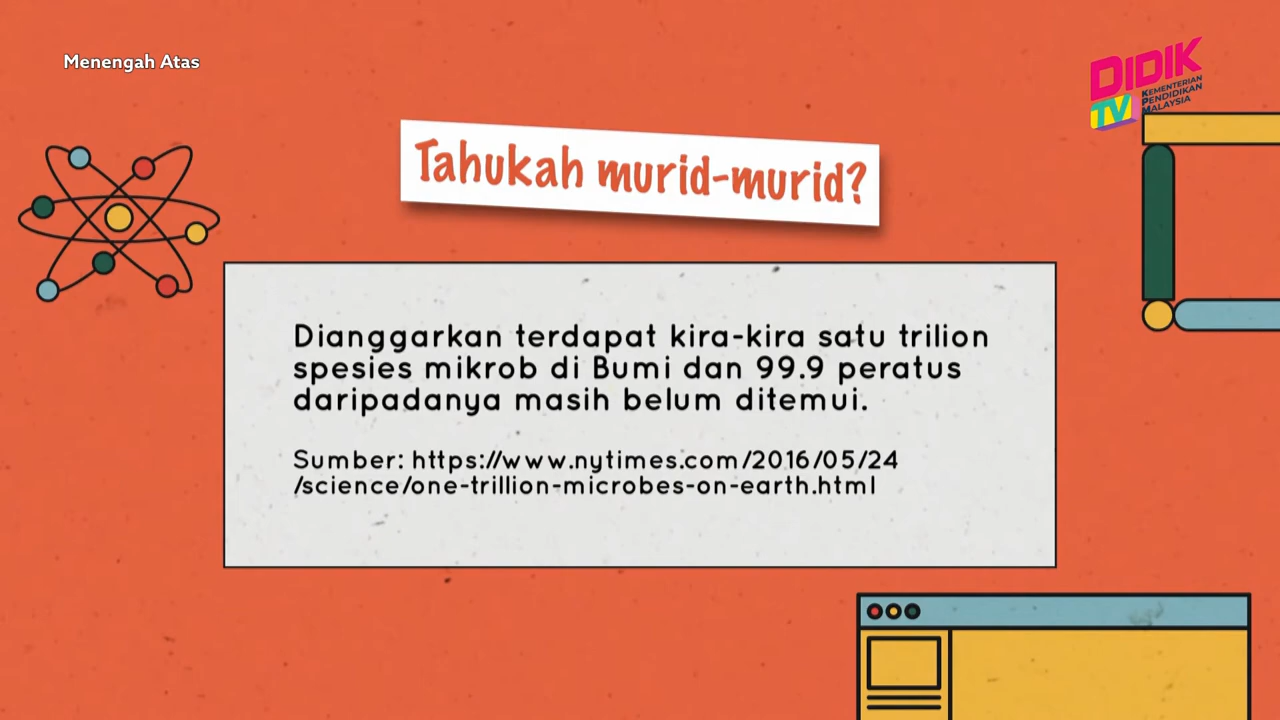 Menengah Atas
DIDIK
TV
KEMENTERIAN
PENDIDIKAN
MALAYSIA
Tahukah murid-murid?
Dianggarkan terdapat kira-kira satu trilion
spesies mikrob di Bumi dan 99.9 peratus
daripadanya masih belum ditemui.
Sumber: https://www.nytimes.com/2016/05/24
/science/one-trillion-microbes-on-earth.html